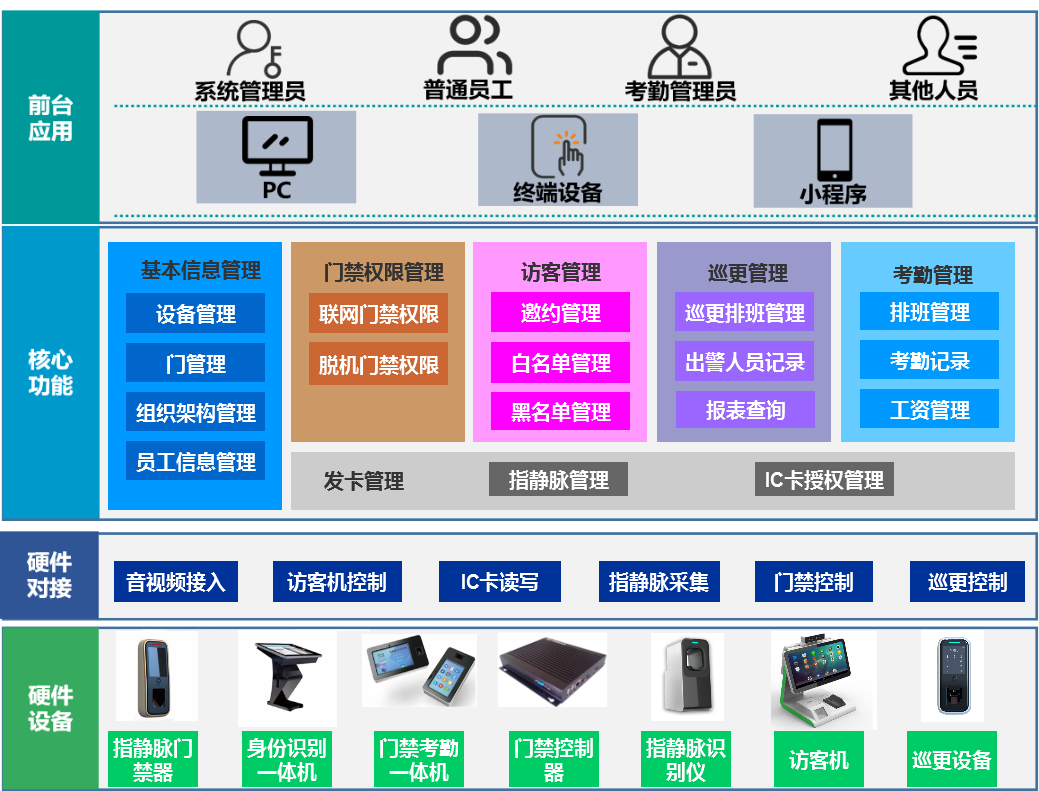 前台
应用
系统管理员
普通员工
考勤管理员
其他人员
PC
终端设备
小程序
核心
功能
基本信息管理
设备管理
门管理
组织架构管理
员工信息管理
门禁权限管理
联网门禁权限
脱机门禁权限
访客管理
邀约管理
白名单管理
黑名单管理
巡更管理
巡更排班管理
出警人员记录
报表查询
考勤管理
排班管理
考勤记录
工资管理
发卡管理
指静脉管理
IC卡授权管理
硬件
对接
音视频接入
访客机控制
IC卡读写
指静脉采集
门禁控制
巡更控制
硬件
设备
指静脉门
禁器
身份识别
一体机
门禁考勤
一体机
门禁控制
器
指静脉识
别仪
访客机
巡更设备